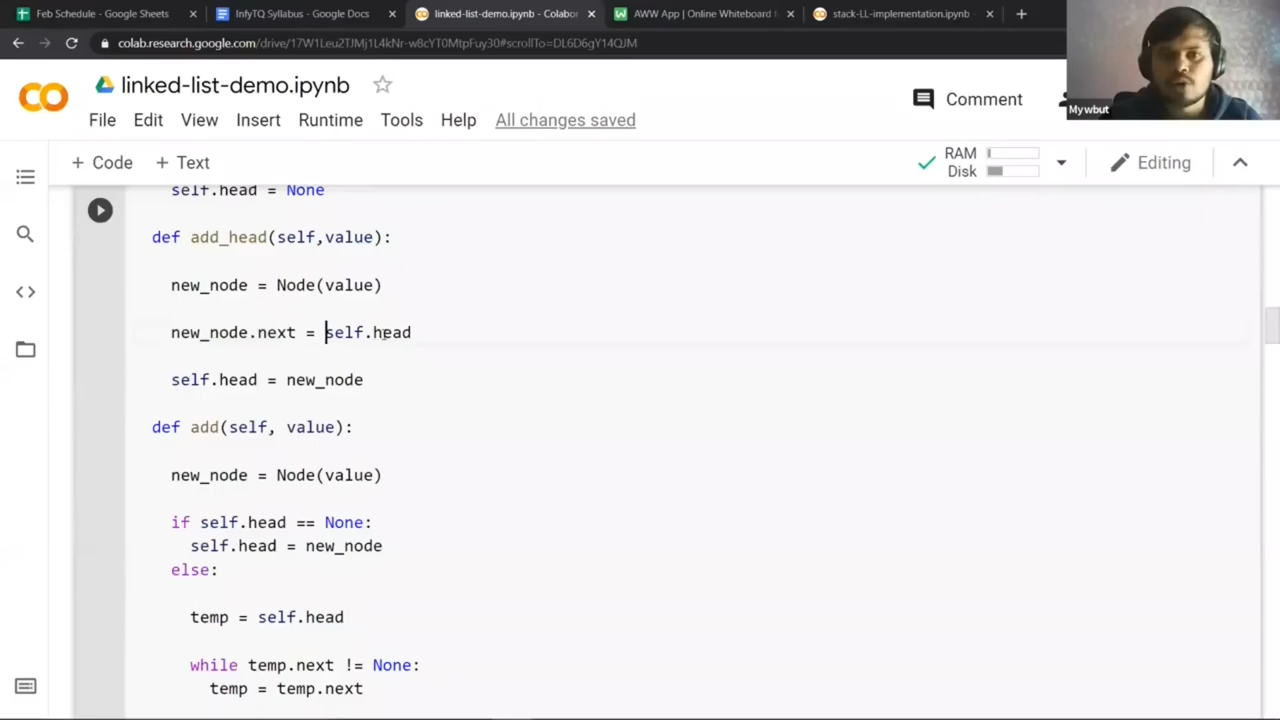 Feb Schedule - Google Sheets
InfyTQ Syllabus - Google Docs
linked-list-demo.ipynb - Colabor
AWW App | Online Whiteboard f
stack-LL-implementation.ipynb -
colab.research.google.com/drive/17W1Leu2TJMj1L4kNr-w8cYT0MtpFuy30#scrollTo=DL6D6gY14QJM
linked-list-demo.ipynb
Comment
Mywbut
File Edit View Insert Runtime Tools Help All changes saved
+ Code + Text
RAM
Disk
Editing
self.head = None
def add_head(self,value):
new_node = Node(value)
new_node.next = self.head
self.head = new_node
def add(self, value):
new_node = Node(value)
if self.head == None:
self.head = new_node
else:
temp = self.head
while temp.next != None:
temp = temp.next